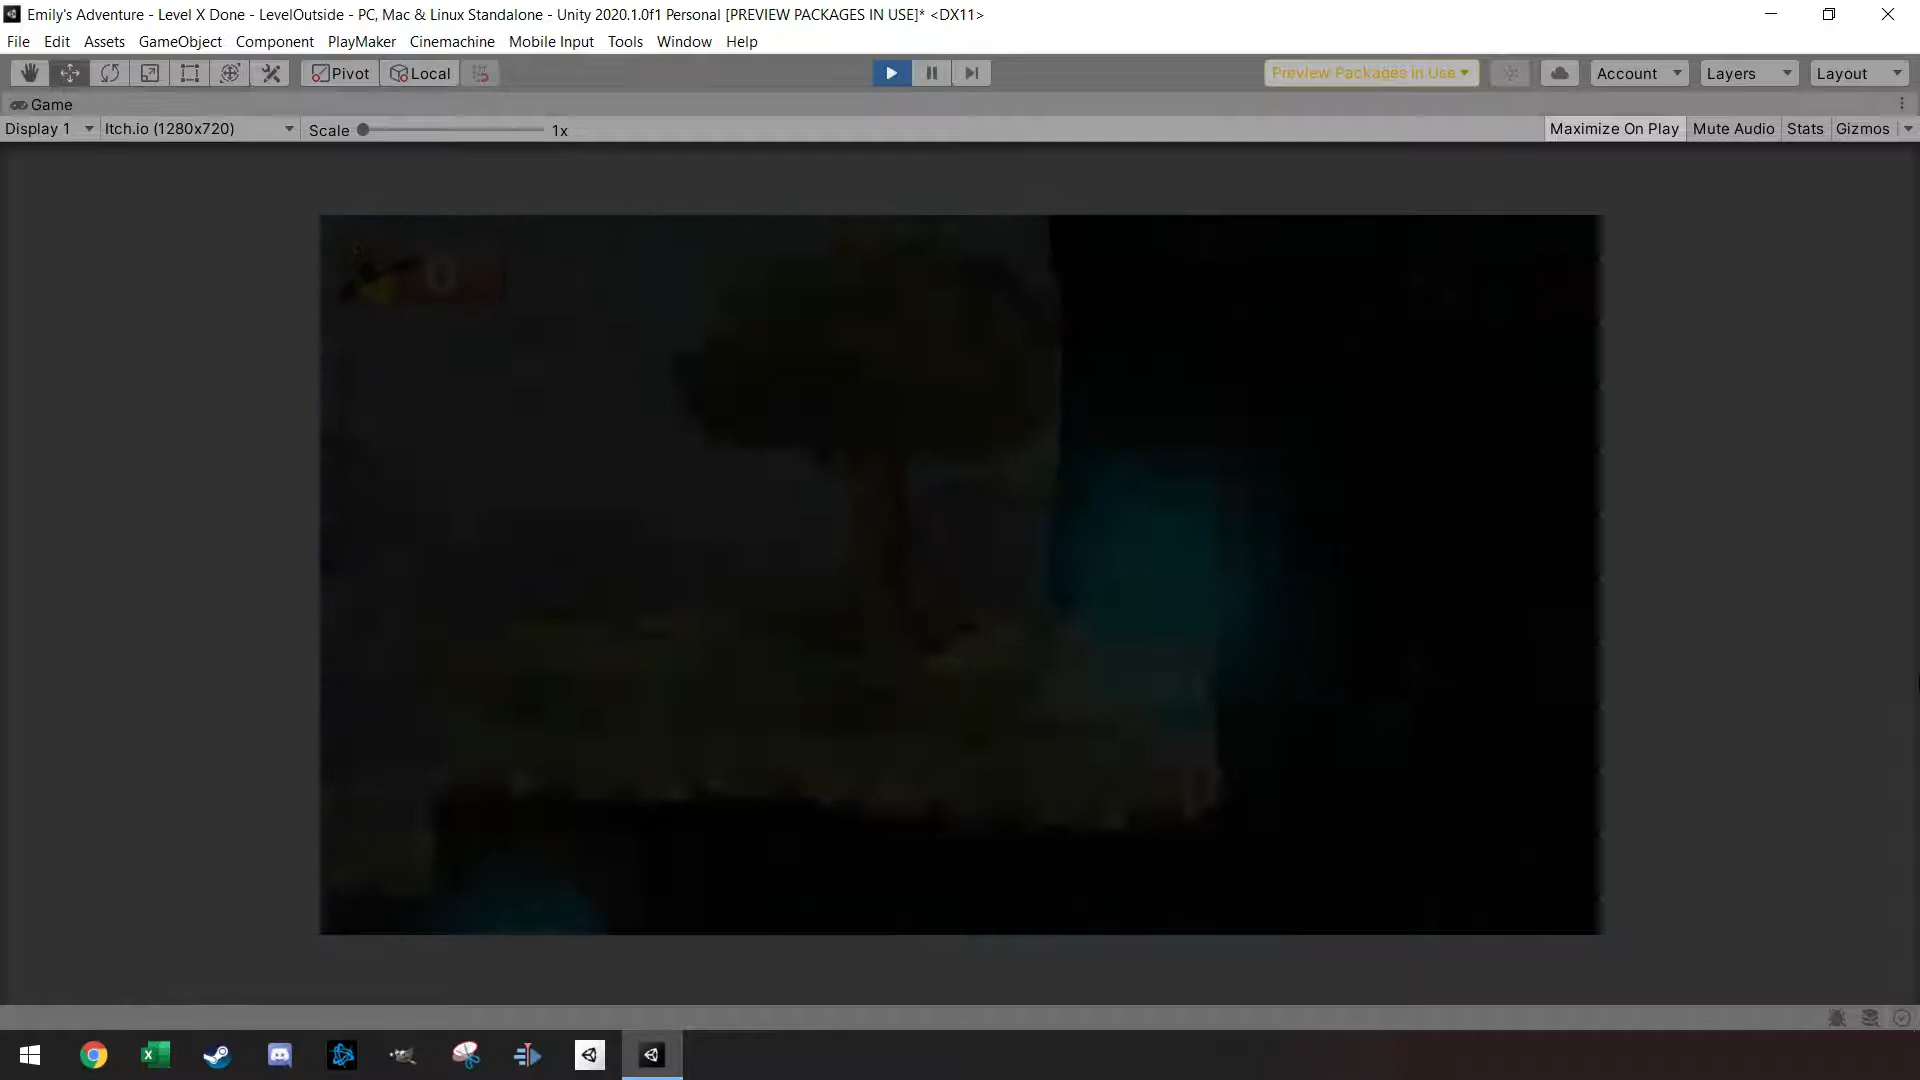 Emily's Adventure - Level X Done - LevelOutside - PC, Mac & Linux Standalone - Unity 2020.1.0f1 Personal [PREVIEW PACKAGES IN USE]* <DX11>
File Edit Assets GameObject Component PlayMaker Cinemachine Mobile Input Tools Window Help
Pivot Local Preview Packages in Use Account Layers Layout
Game
Display 1 Itch.io (1280x720) Scale 1x Maximize On Play Mute Audio Stats Gizmos
0